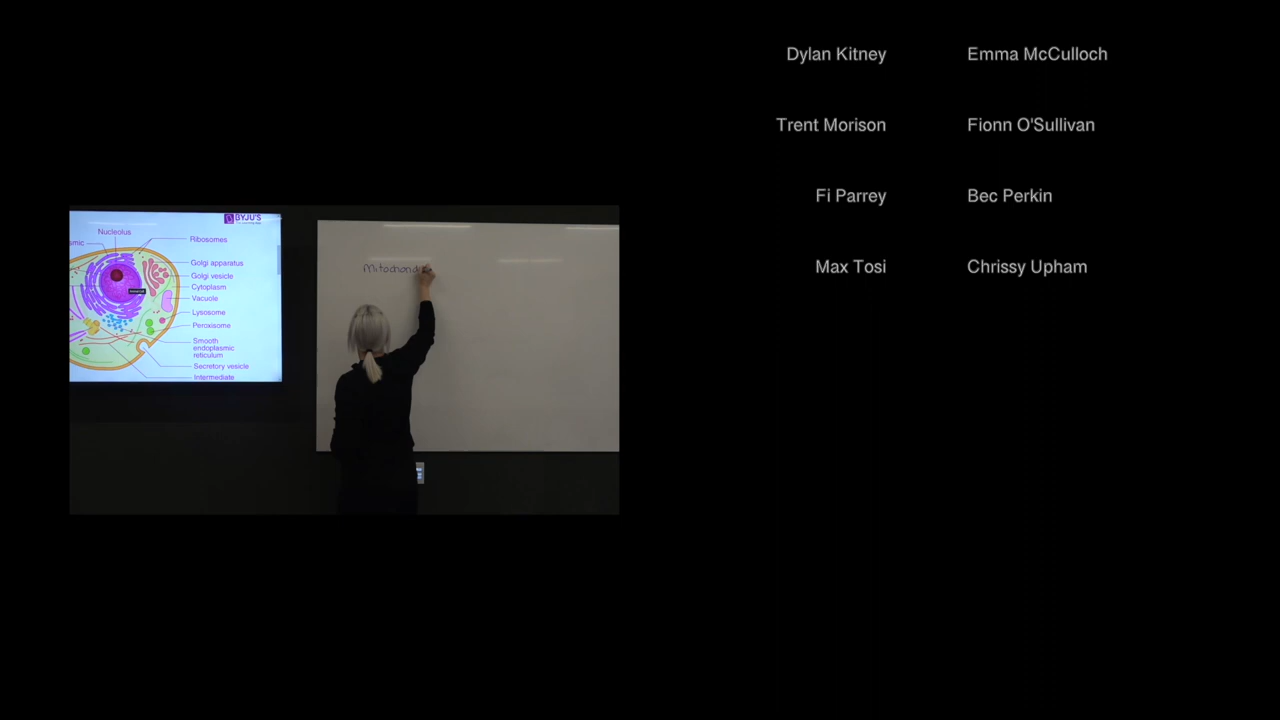 BYJU'S
Nucleolus
Ribosomes
Golgi apparatus
Golgi vesicle
Cytoplasm
Vacuole
Lysosome
Peroxisome
Smooth
endoplasmic
reticulum
Secretory vesicle
Intermediate
Mitochond
Dylan Kitney Emma McCulloch
Trent Morison Fionn O'Sullivan
Fi Parrey Bec Perkin
Max Tosi Chrissy Upham